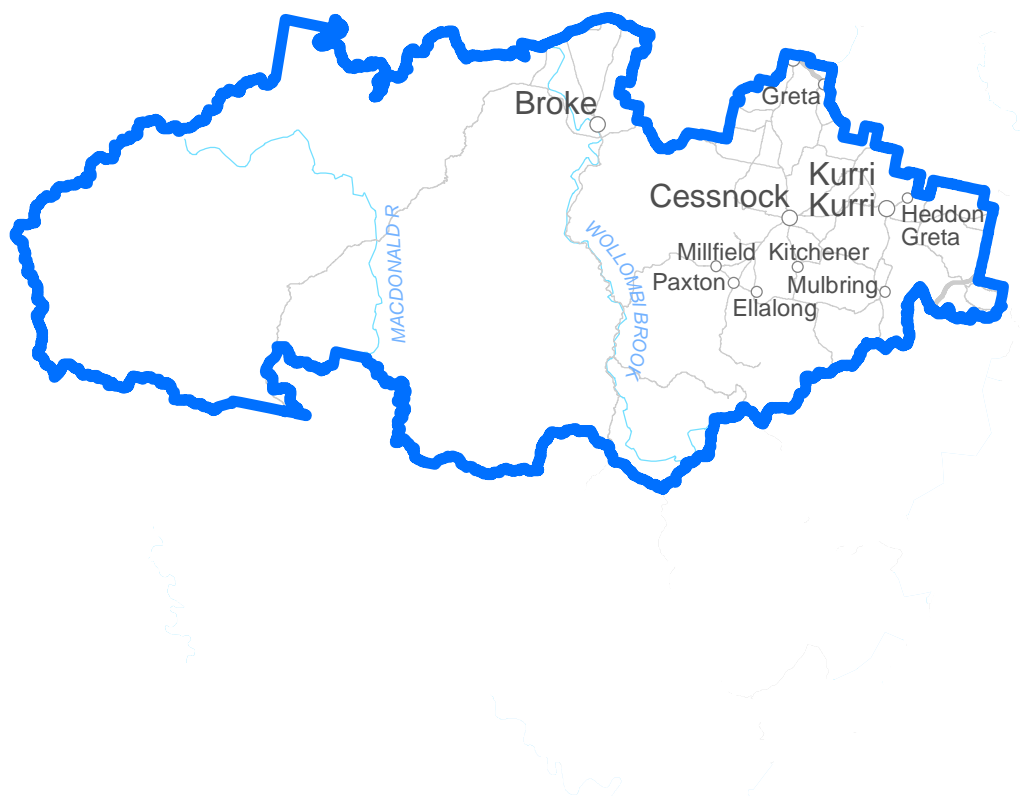 Greta
Broke
Kurri
Kurri
Cessnock
Heddon
Greta
MACDONALD R
WOLLOMBI BROOK
Millfield
Kitchener
Paxton
Mulbring
Ellalong